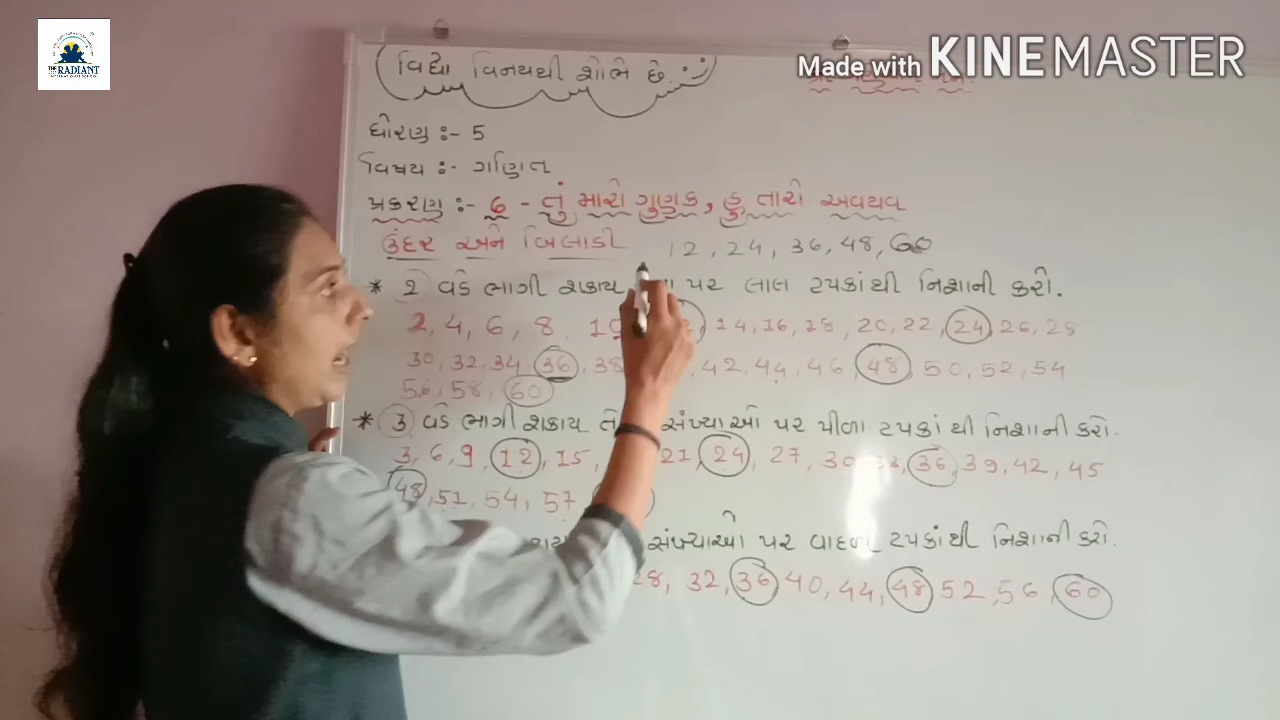 THE RADIANT
Made with KINEMASTER
વિદ્યા વિનયથી શોભે છે.
ધોરણ :- 5
વિષય :- ગણિત
પ્રકરણ :- 6 - તું મારો ગુણક, હું તારો અવયવ
ઉંદર અને બિલાડી 12, 24, 36, 48, 60
* 2 વડે ભાગી શકાય પર લાલ ટપકાંથી નિશાની કરો.
2, 4, 6, 8, 14, 16, 18, 20, 22, 24, 26, 28
30, 32, 34, 36, 38 42, 44, 46, 48, 50, 52, 54
56, 58, 60
* 3 વડે ભાગી શકાય સંખ્યાઓ પર પીળા ટપકાંથી નિશાની કરો.
3, 6, 9, 12, 15, 21, 24, 27, 30, 36, 39, 42, 45
48, 51, 54, 57
સંખ્યાઓ પર વાદળી ટપકાંથી નિશાની કરો.
28, 32, 36 40, 44, 48 52, 56, 60